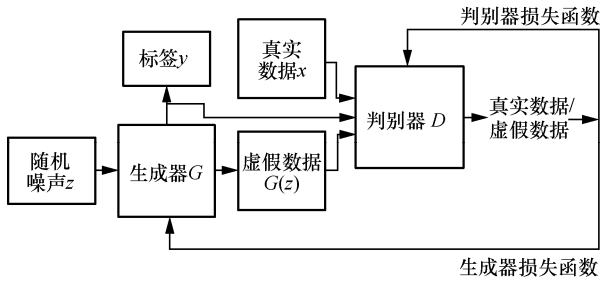 判别器损失函数
标签y
真实
数据x
判别器 D
真实数据/
虚假数据
随机
噪声z
生成器G
虚假数据
G(z)
生成器损失函数